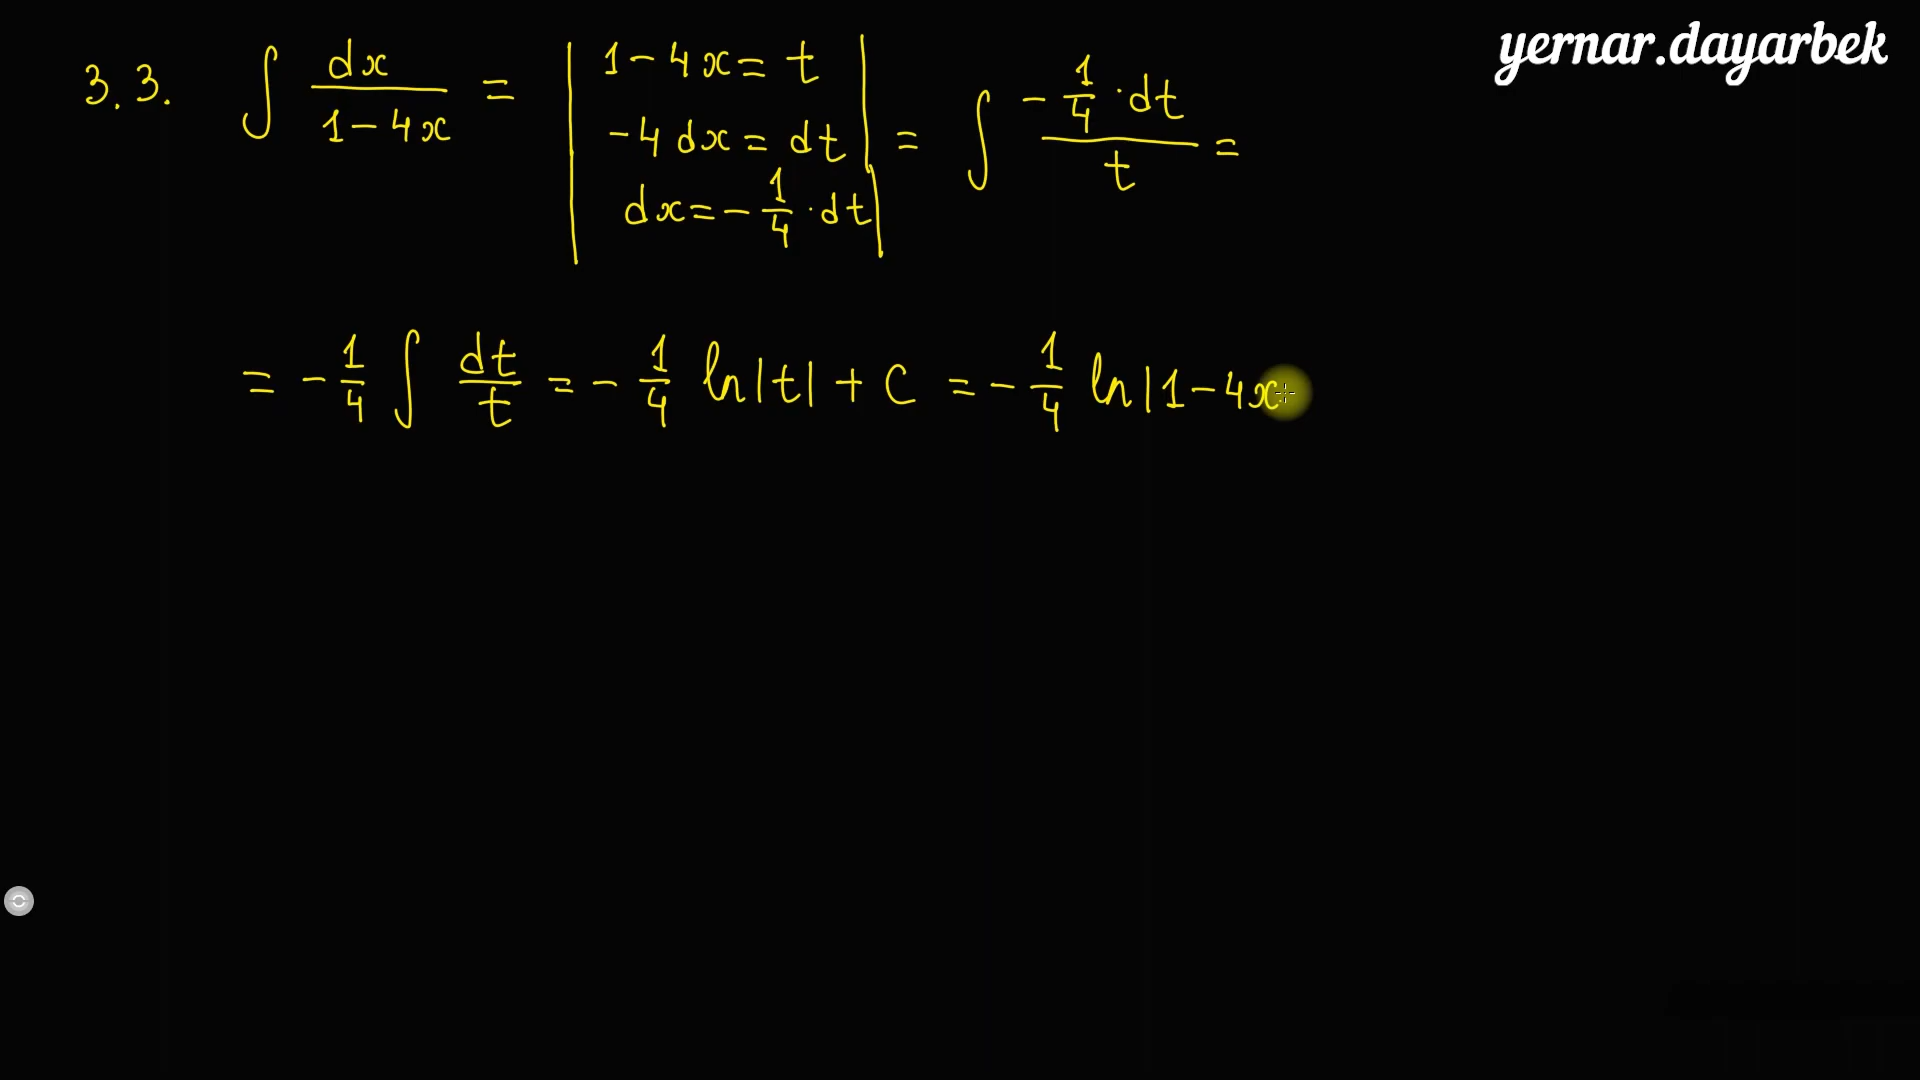 yernar.dayarbek
3.3. ∫ dx/(1-4x) = | 1-4x=t -4dx=dt dx=-1/4·dt | = ∫ (-1/4·dt)/t =
= -1/4 ∫ dt/t = -1/4 ln|t| + C = -1/4 ln|1-4x